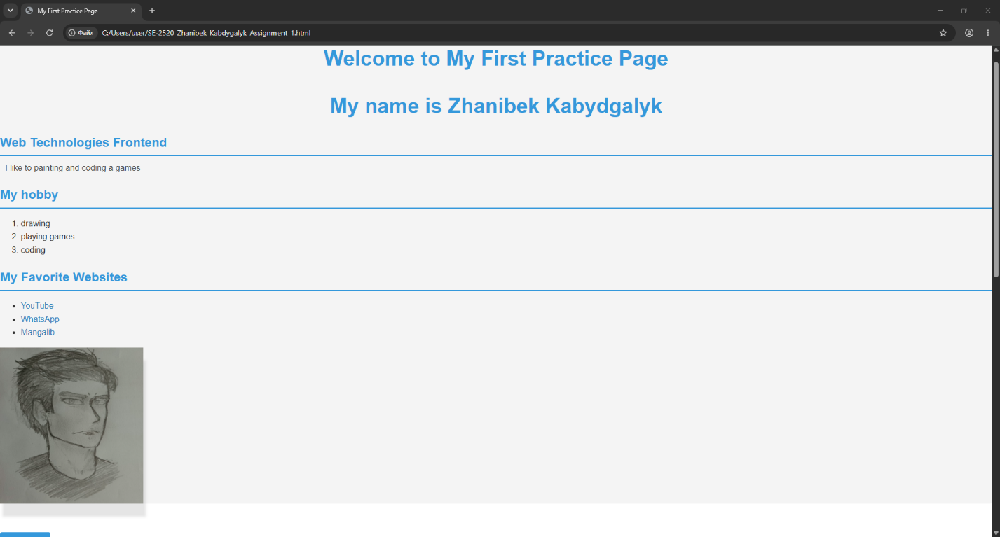 My First Practice Page
Файл C:/Users/user/SE-2520_Zhanibek_Kabdygalyk_Assignment_1.html
Welcome to My First Practice Page
My name is Zhanibek Kabydgalyk
Web Technologies Frontend
I like to painting and coding a games
My hobby
1. drawing
2. playing games
3. coding
My Favorite Websites
• YouTube
• WhatsApp
• Mangalib